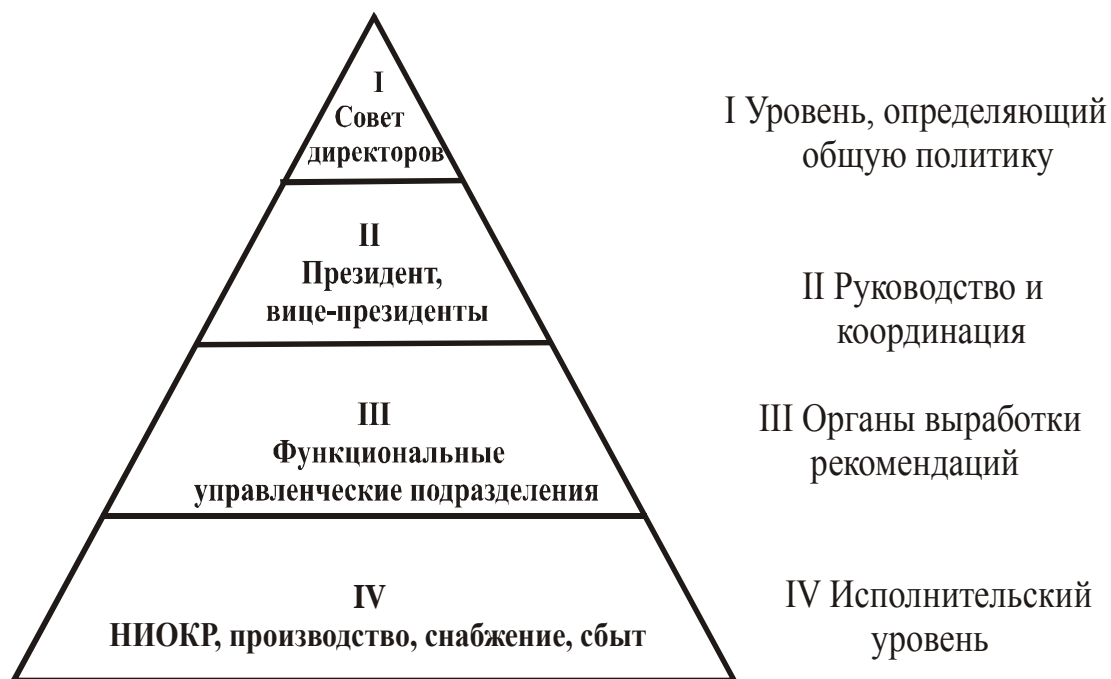 I
Совет
директоров
I Уровень, определяющий
общую политику
II
Президент,
вице-президенты
II Руководство и
координация
III
Функциональные
управленческие подразделения
III Органы выработки
рекомендаций
IV
НИОКР, производство, снабжение, сбыт
IV Исполнительский
уровень